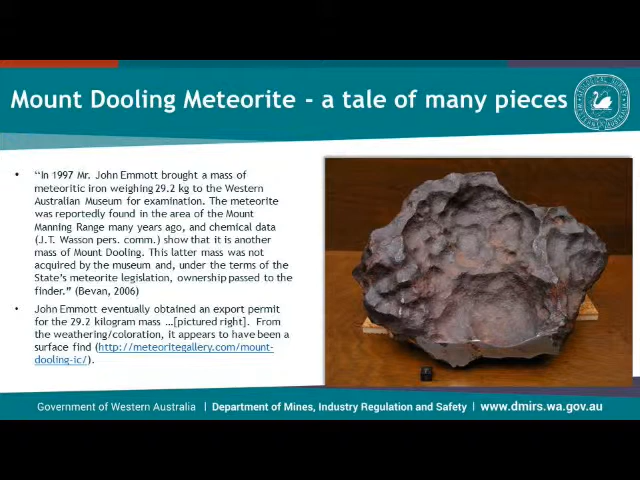 Mount Dooling Meteorite - a tale of many pieces
• "In 1997 Mr. John Emmott brought a mass of
meteoritic iron weighing 29.2 kg to the Western
Australian Museum for examination. The meteorite
was reportedly found in the area of the Mount
Manning Range many years ago, and chemical data
(J.T. Wasson pers. comm.) show that it is another
mass of Mount Dooling. This latter mass was not
acquired by the museum and, under the terms of the
State's meteorite legislation, ownership passed to the
finder." (Bevan, 2006)
• John Emmott eventually obtained an export permit
for the 29.2 kilogram mass …[pictured right]. From
the weathering/coloration, it appears to have been a
surface find (http://meteoritegallery.com/mount-
dooling-ic/).
Government of Western Australia | Department of Mines, Industry Regulation and Safety | www.dmirs.wa.gov.au